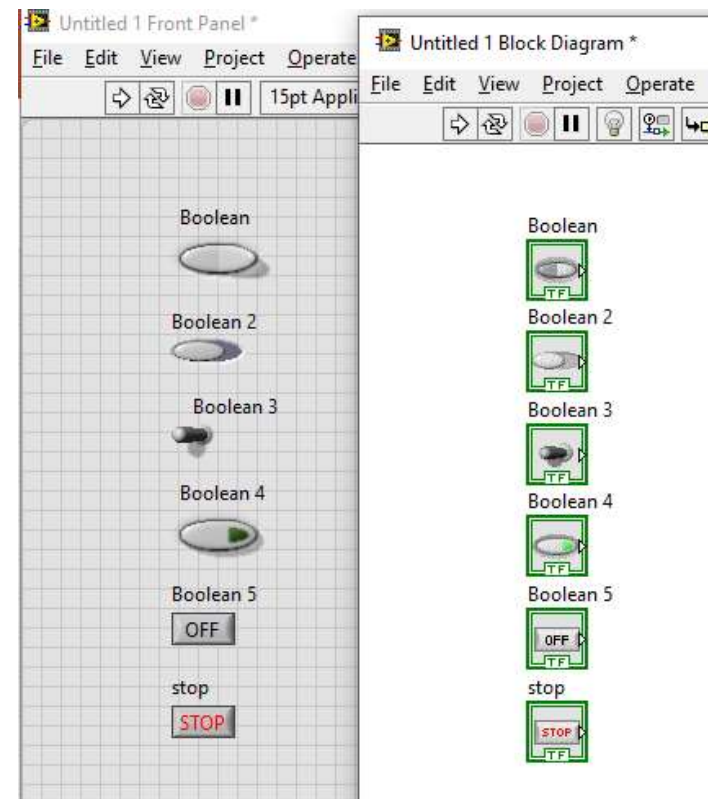 Untitled 1 Front Panel *
File Edit View Project Operate
15pt Appli
Boolean
Boolean 2
Boolean 3
Boolean 4
Boolean 5
OFF
stop
STOP
Untitled 1 Block Diagram *
File Edit View Project Operate
Boolean
TF
Boolean 2
TF
Boolean 3
TF
Boolean 4
TF
Boolean 5
OFF
TF
stop
STOP
TF